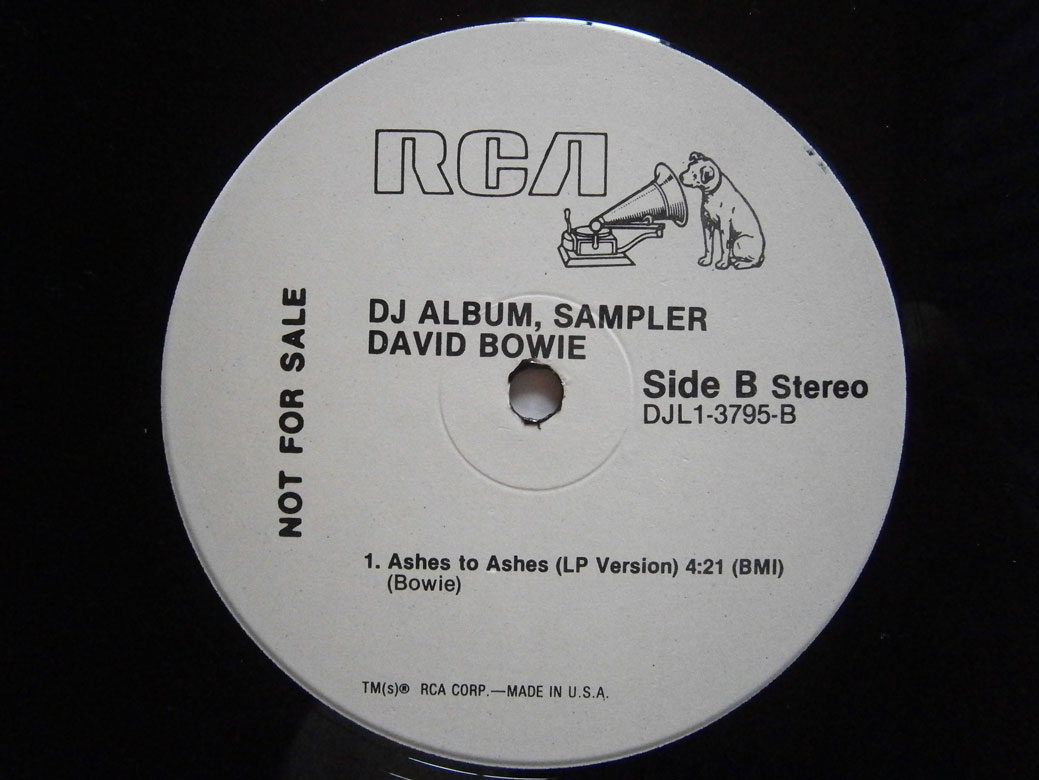 RCA
NOT FOR SALE
DJ ALBUM, SAMPLER
DAVID BOWIE
Side B Stereo
DJL1-3795-B
1. Ashes to Ashes (LP Version) 4:21 (BMI)
(Bowie)
TM(s)® RCA CORP.—MADE IN U.S.A.